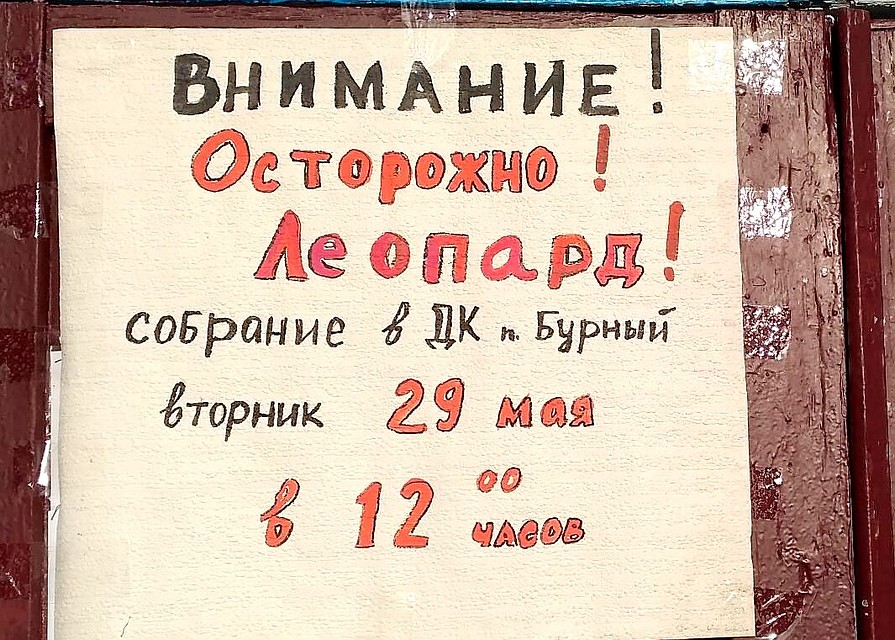 ВНИМАНИЕ!
Осторожно!
Леопард!
собрание в ДК п. Бурный
вторник 29 мая
в 12 00 часов